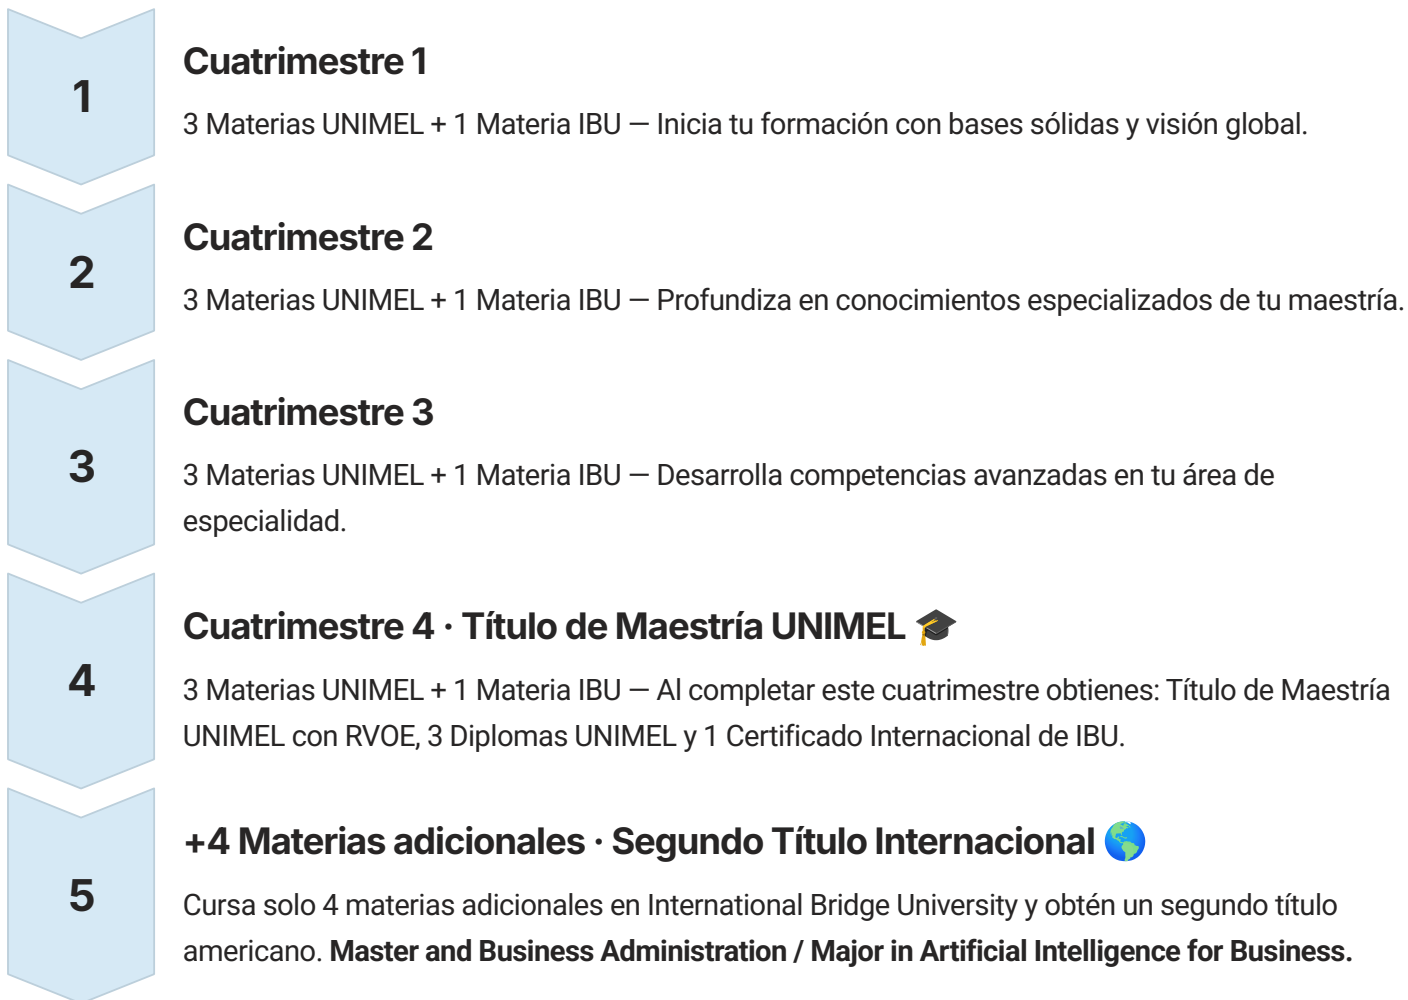 1
Cuatrimestre 1
3 Materias UNIMEL + 1 Materia IBU — Inicia tu formación con bases sólidas y visión global.
2
Cuatrimestre 2
3 Materias UNIMEL + 1 Materia IBU — Profundiza en conocimientos especializados de tu maestría.
3
Cuatrimestre 3
3 Materias UNIMEL + 1 Materia IBU — Desarrolla competencias avanzadas en tu área de
especialidad.
4
Cuatrimestre 4 · Título de Maestría UNIMEL 🎓
3 Materias UNIMEL + 1 Materia IBU — Al completar este cuatrimestre obtienes: Título de Maestría
UNIMEL con RVOE, 3 Diplomas UNIMEL y 1 Certificado Internacional de IBU.
5
+4 Materias adicionales · Segundo Título Internacional 🌎
Cursa solo 4 materias adicionales en International Bridge University y obtén un segundo título
americano. Master and Business Administration / Major in Artificial Intelligence for Business.